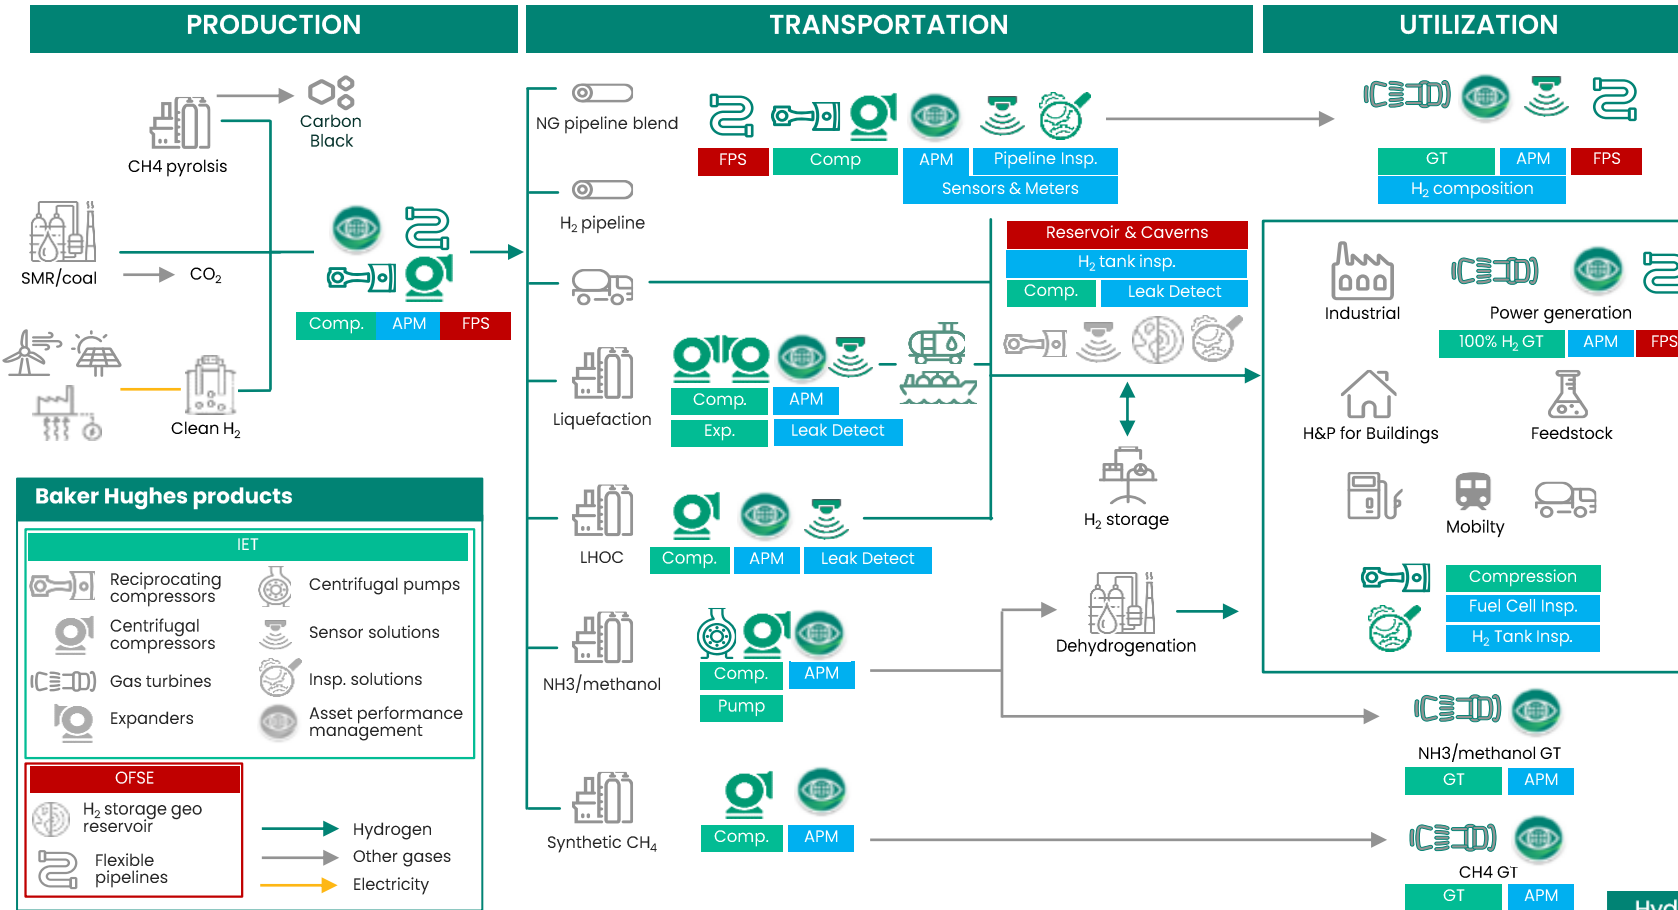 PRODUCTION
TRANSPORTATION
UTILIZATION
Carbon
Black
CH4 pyrolsis
SMR/coal
CO₂
Clean H₂
Comp.
APM
FPS
NG pipeline blend
H₂ pipeline
Liquefaction
LHOC
NH3/methanol
Synthetic CH₄
FPS
Comp
APM
Pipeline Insp.
Sensors & Meters
Reservoir & Caverns
H₂ tank insp.
Comp.
Leak Detect
Comp.
APM
Exp.
Leak Detect
H₂ storage
Comp.
APM
Leak Detect
Comp.
APM
Pump
Dehydrogenation
Comp.
APM
GT
APM
FPS
H₂ composition
Industrial
Power generation
100% H₂ GT
APM
FPS
H&P for Buildings
Feedstock
Mobilty
Compression
Fuel Cell Insp.
H₂ Tank Insp.
NH3/methanol GT
GT
APM
CH4 GT
GT
APM
Baker Hughes products
IET
Reciprocating
compressors
Centrifugal pumps
Centrifugal
compressors
Sensor solutions
Gas turbines
Insp. solutions
Expanders
Asset performance
management
OFSE
H₂ storage geo
reservoir
Flexible
pipelines
Hydrogen
Other gases
Electricity